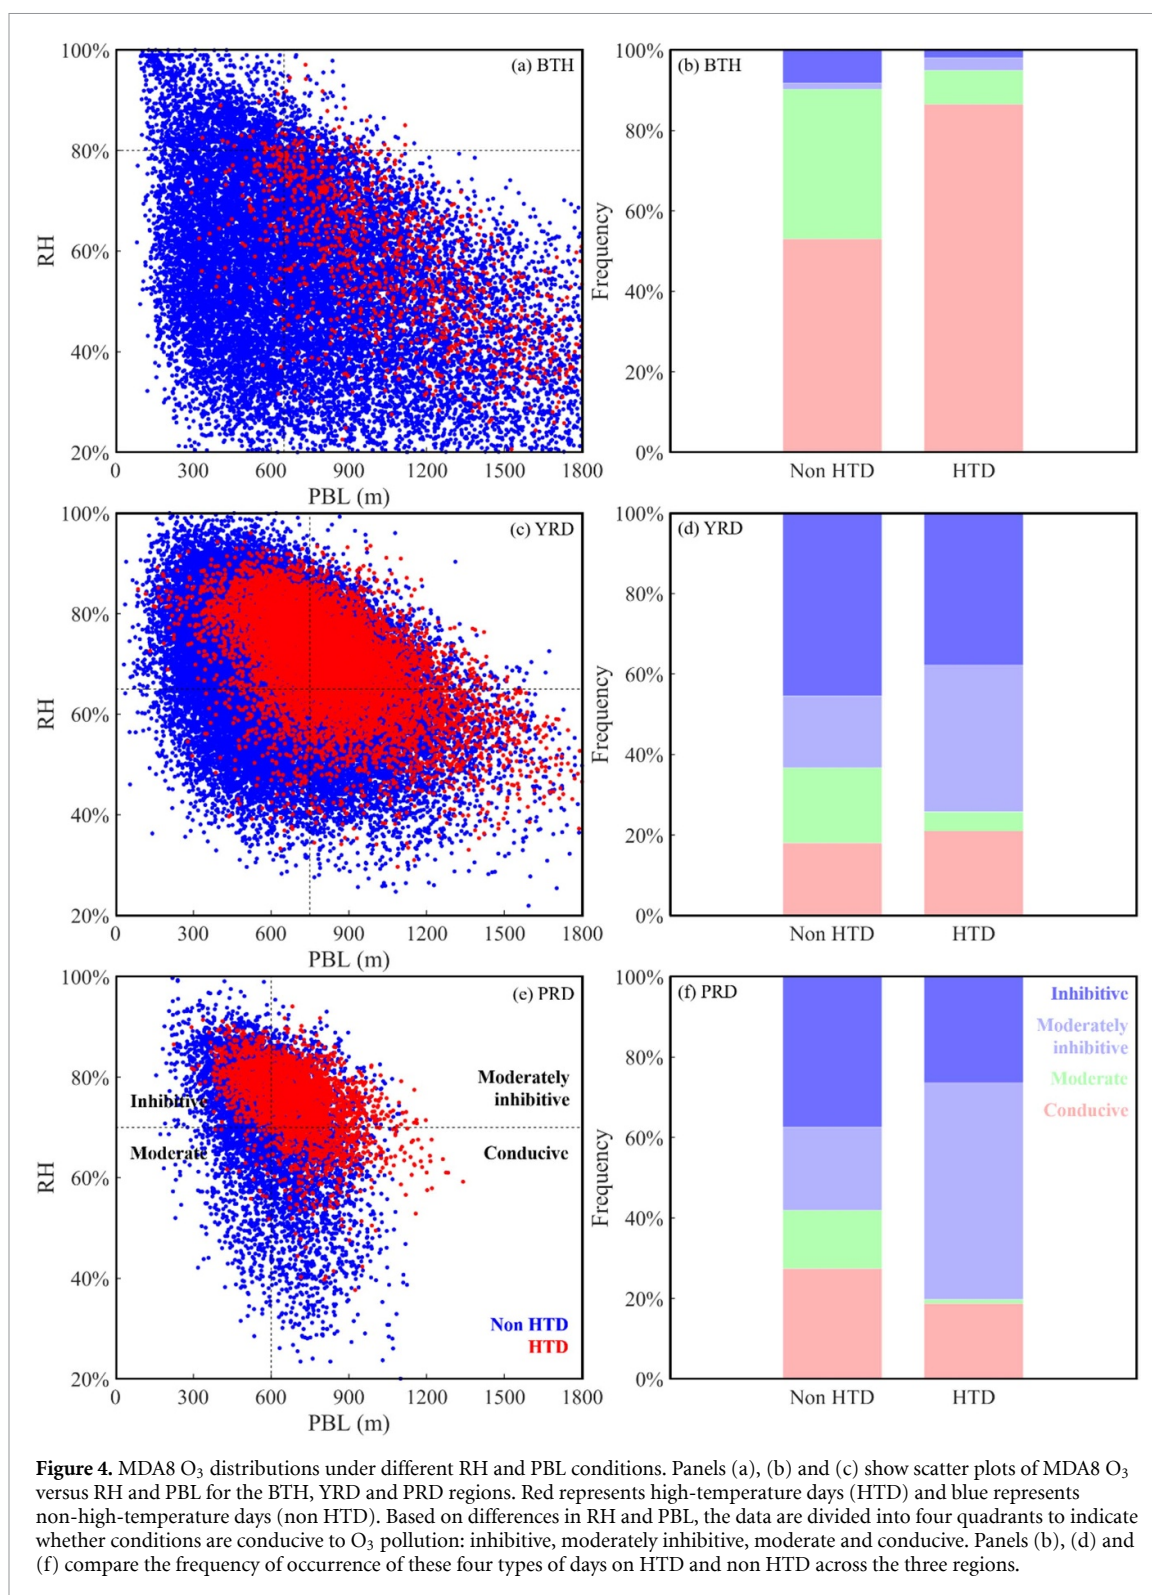 100%
80%
60%
40%
20%
RH
(a) BTH
0 300 600 900 1200 1500 1800
PBL (m)
100%
80%
60%
40%
20%
0%
Frequency
(b) BTH
Non HTD HTD
100%
80%
60%
40%
20%
RH
(c) YRD
0 300 600 900 1200 1500 1800
PBL (m)
100%
80%
60%
40%
20%
0%
Frequency
(d) YRD
Non HTD HTD
100%
80%
60%
40%
20%
RH
(e) PRD
Inhibitive
Moderately
inhibitive
Moderate
Conducive
Non HTD
HTD
0 300 600 900 1200 1500 1800
PBL (m)
100%
80%
60%
40%
20%
0%
Frequency
(f) PRD
Inhibitive
Moderately
inhibitive
Moderate
Conducive
Non HTD HTD
Figure 4. MDA8 O₃ distributions under different RH and PBL conditions. Panels (a), (b) and (c) show scatter plots of MDA8 O₃
versus RH and PBL for the BTH, YRD and PRD regions. Red represents high-temperature days (HTD) and blue represents
non-high-temperature days (non HTD). Based on differences in RH and PBL, the data are divided into four quadrants to indicate
whether conditions are conducive to O₃ pollution: inhibitive, moderately inhibitive, moderate and conducive. Panels (b), (d) and
(f) compare the frequency of occurrence of these four types of days on HTD and non HTD across the three regions.